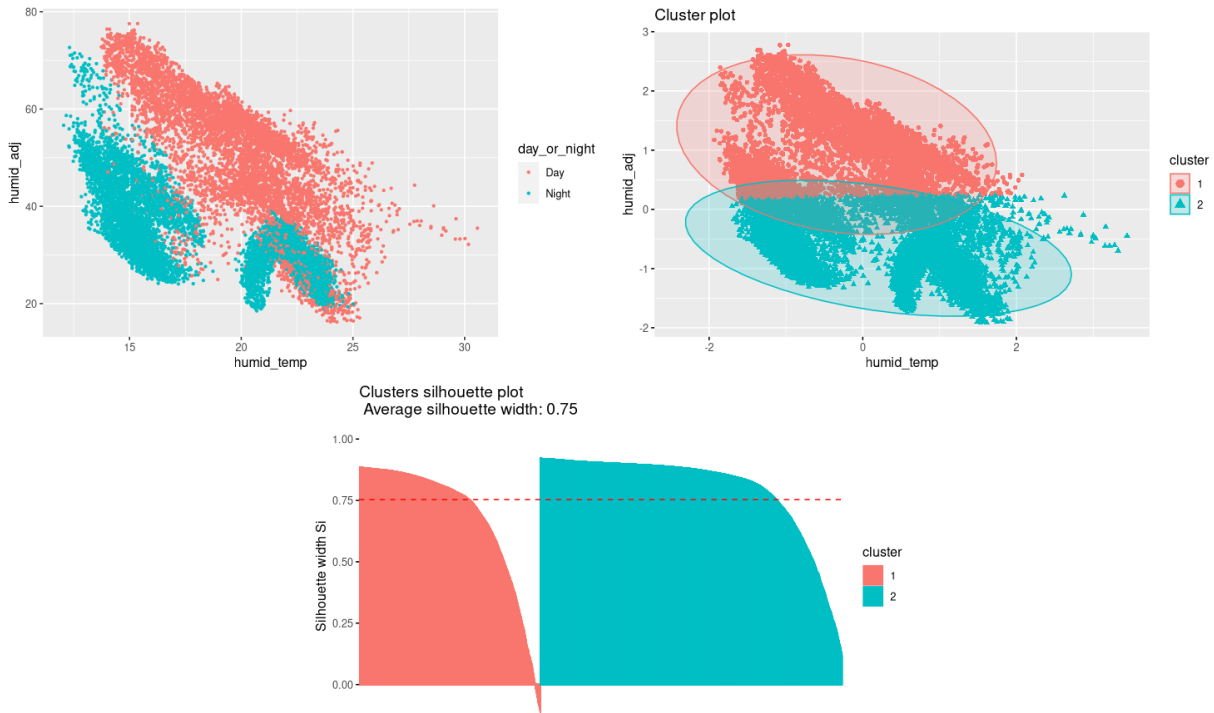 80
60
40
20
humid_adj
15
20
25
30
humid_temp
day_or_night
Day
Night
Cluster plot
3
2
1
0
-1
-2
humid_adj
-2
0
2
humid_temp
cluster
1
2
Clusters silhouette plot
Average silhouette width: 0.75
1.00
0.75
0.50
0.25
0.00
Silhouette width Si
cluster
1
2